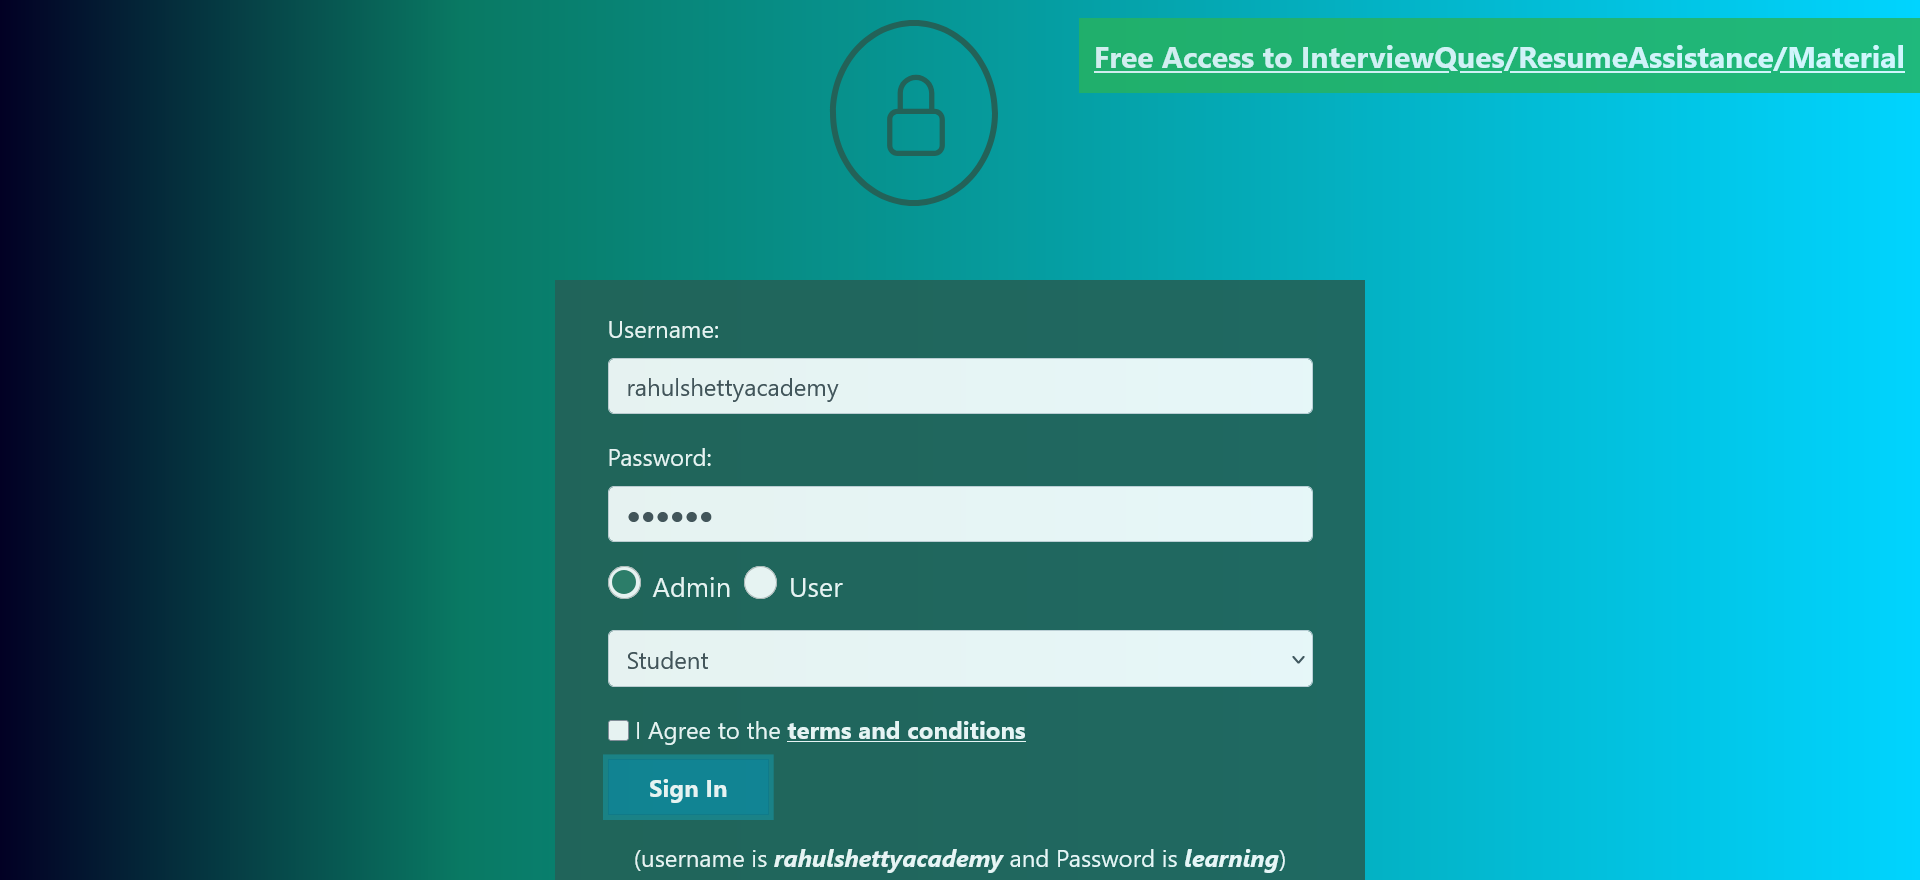 Free Access to InterviewQues/ResumeAssistance/Material
Username:
rahulshettyacademy
Password:
••••••
Admin User
Student
I Agree to the terms and conditions
Sign In
(username is rahulshettyacademy and Password is learning)